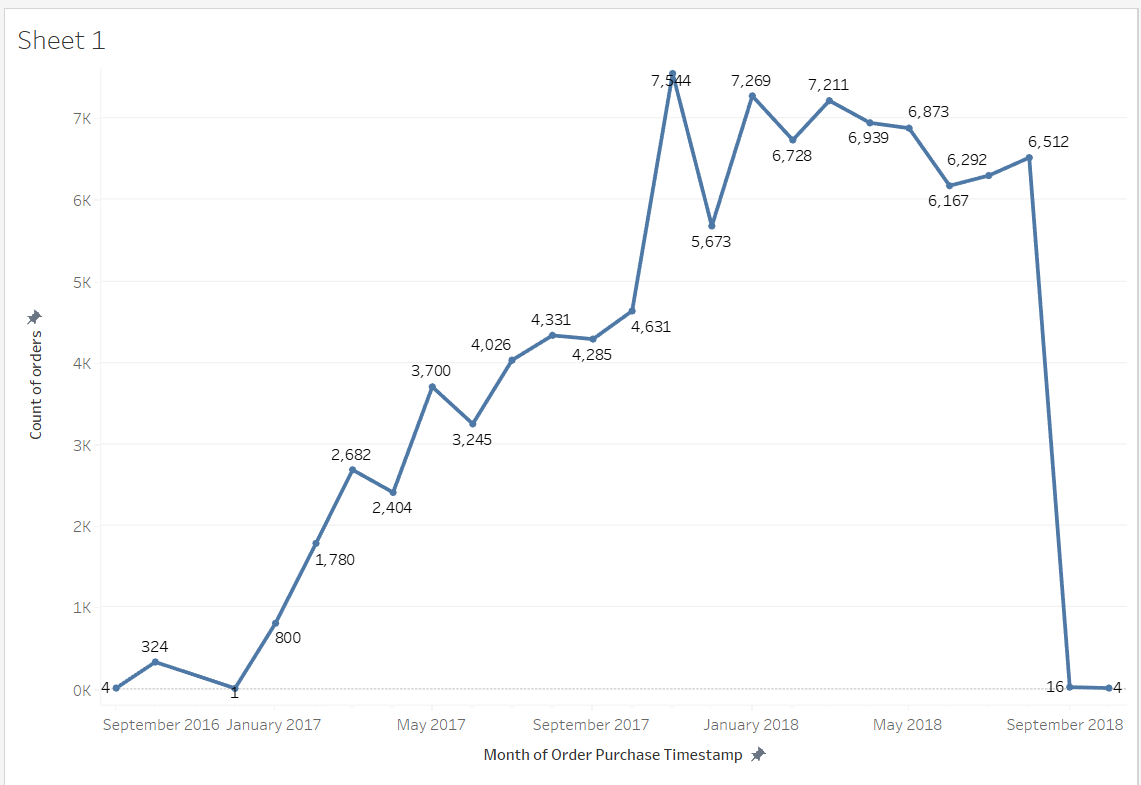 Sheet 1
7,544
7,269
7,211
6,939
6,873
6,728
6,292
6,512
6,167
5,673
4,631
4,331
4,285
4,026
3,700
3,245
2,682
2,404
1,780
800
324
4
1
16
4
7K
6K
5K
4K
3K
2K
1K
0K
Count of orders
September 2016 January 2017 May 2017 September 2017 January 2018 May 2018 September 2018
Month of Order Purchase Timestamp